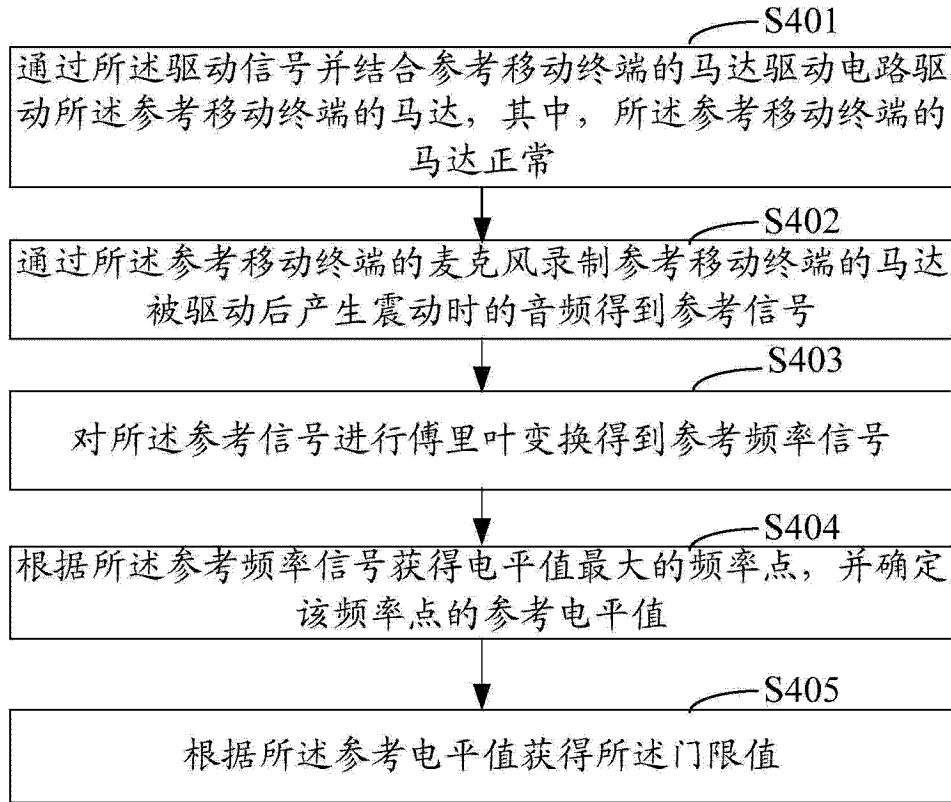 S401
通过所述驱动信号并结合参考移动终端的马达驱动电路驱
动所述参考移动终端的马达，其中，所述参考移动终端的
马达正常
S402
通过所述参考移动终端的麦克风录制参考移动终端的马达
被驱动后产生震动时的音频得到参考信号
S403
对所述参考信号进行傅里叶变换得到参考频率信号
S404
根据所述参考频率信号获得电平值最大的频率点，并确定
该频率点的参考电平值
S405
根据所述参考电平值获得所述门限值